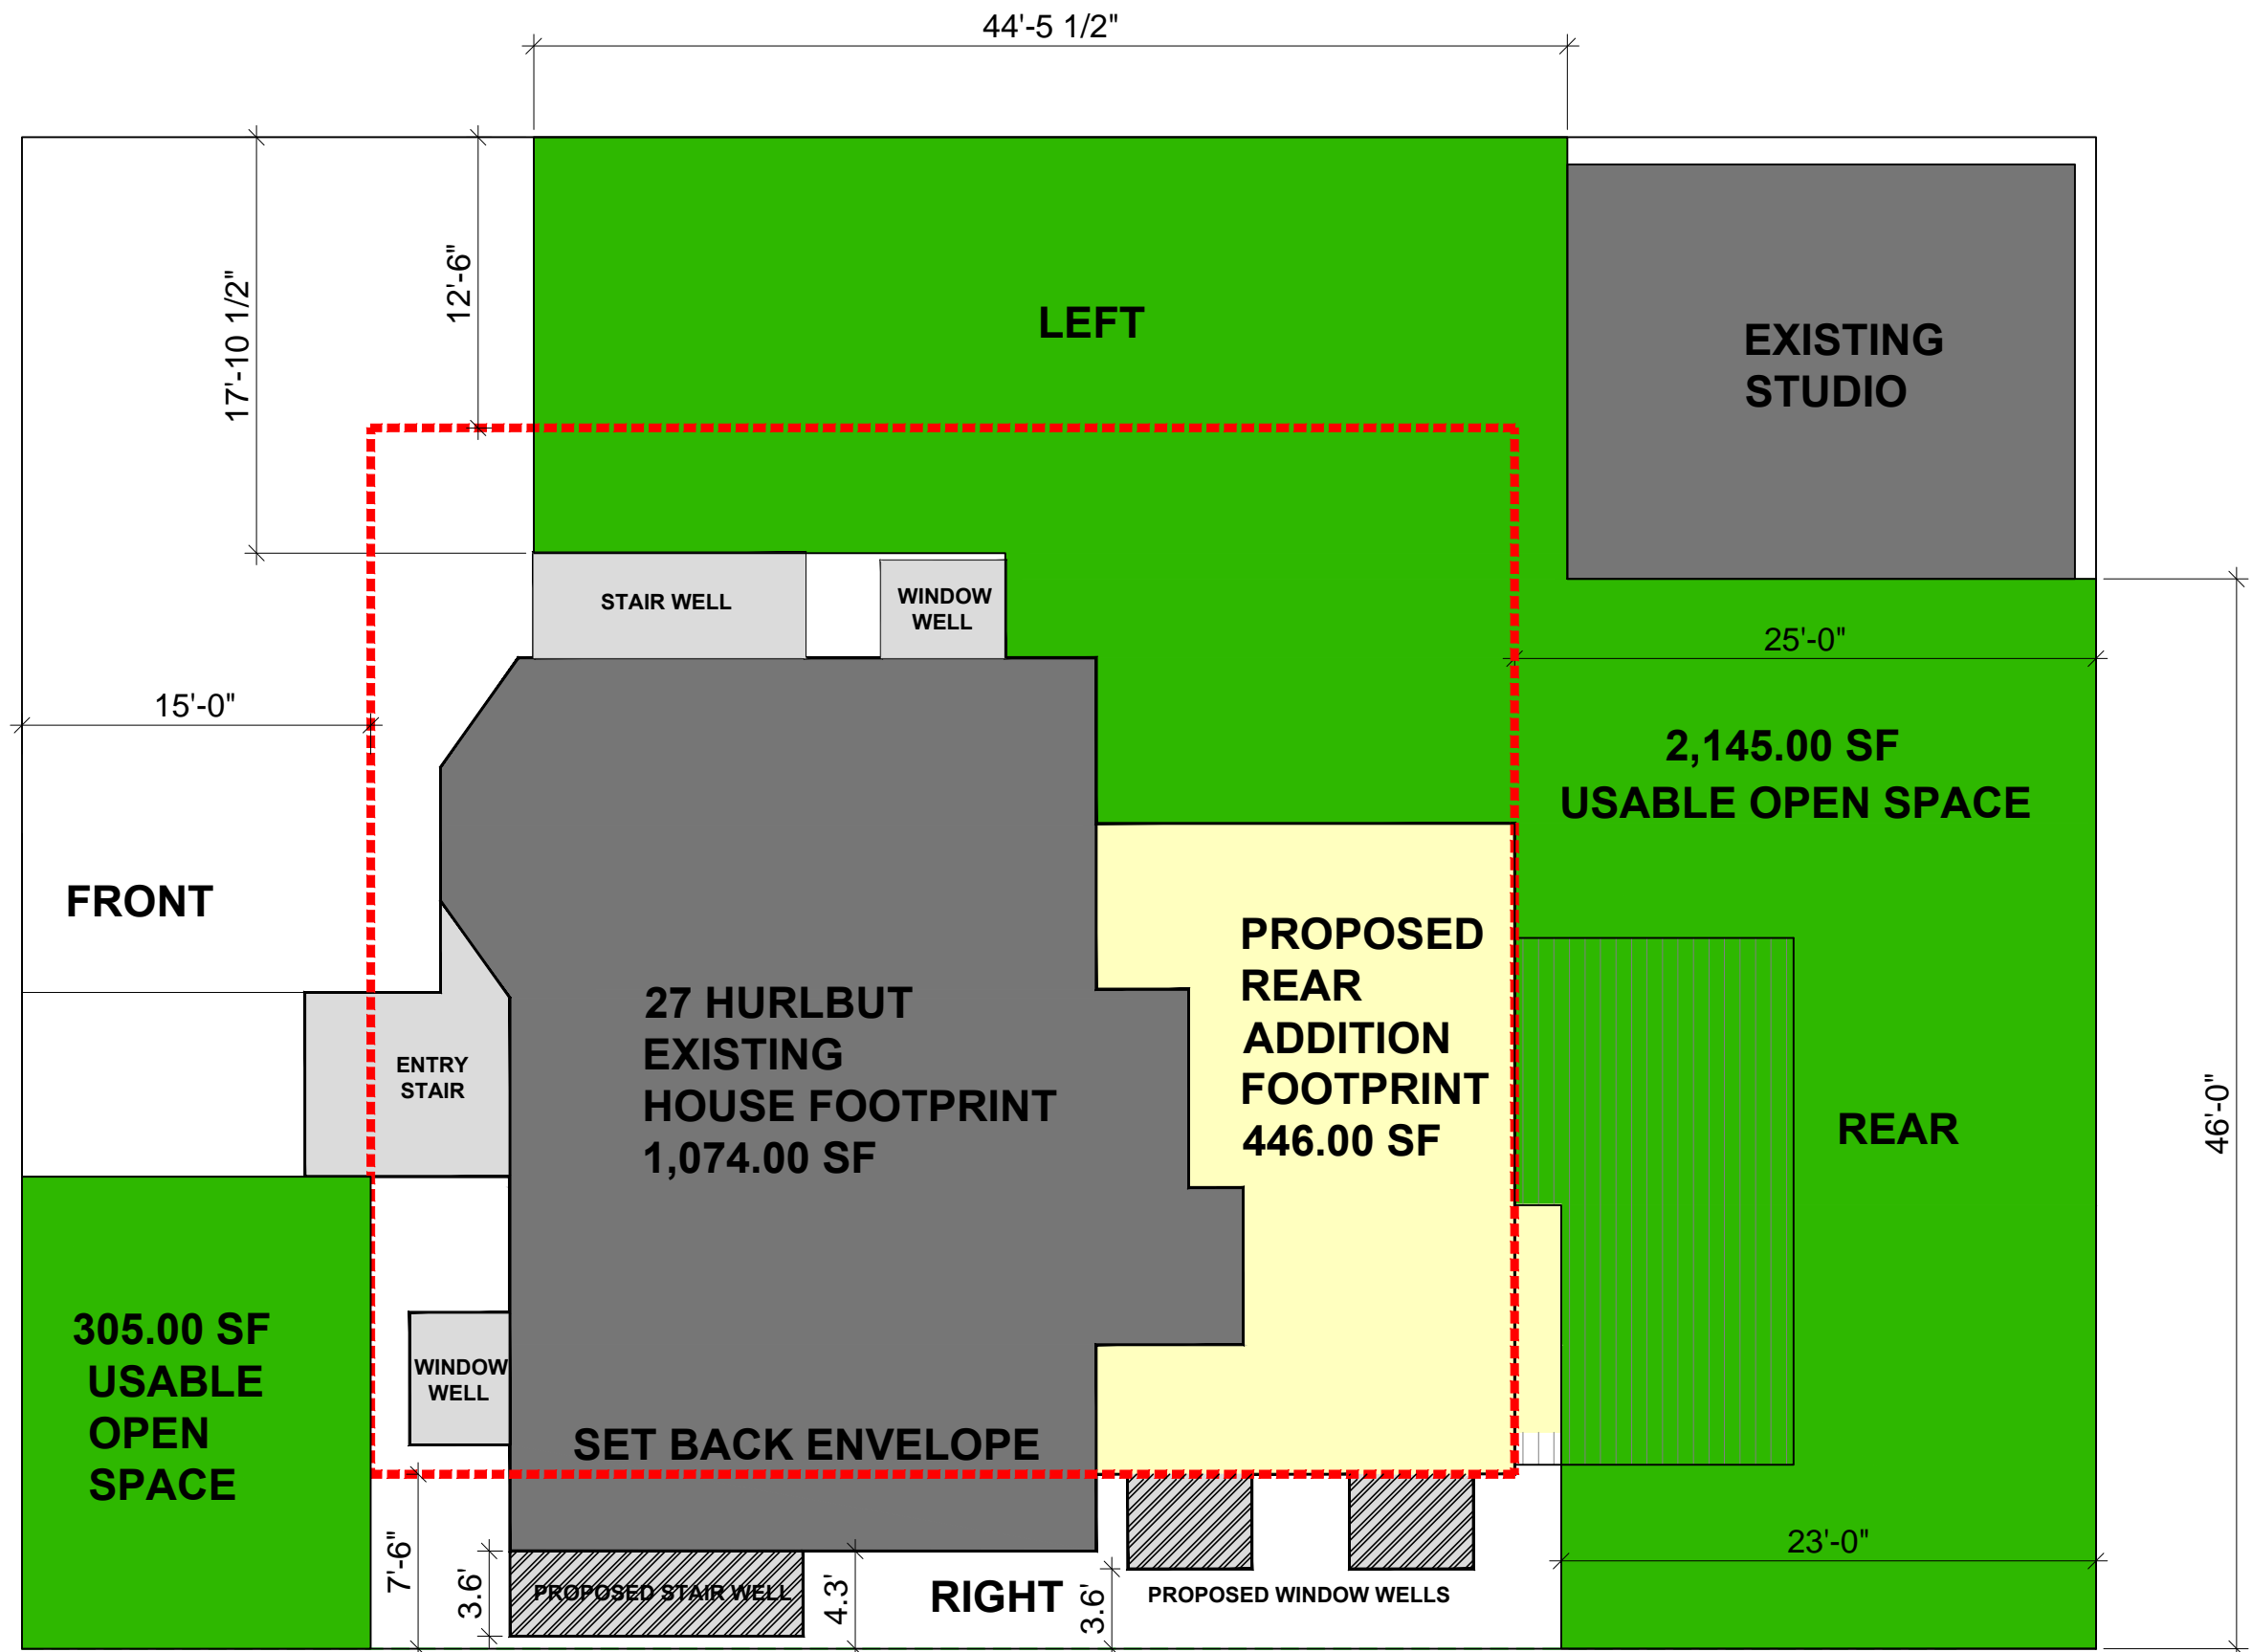 44'-5 1/2"
17'-10 1/2"
12'-6"
LEFT
EXISTING
STUDIO
STAIR WELL
WINDOW
WELL
25'-0"
15'-0"
2,145.00 SF
USABLE OPEN SPACE
FRONT
PROPOSED
REAR
ADDITION
FOOTPRINT
446.00 SF
27 HURLBUT
EXISTING
HOUSE FOOTPRINT
1,074.00 SF
ENTRY
STAIR
REAR
46'-0"
305.00 SF
USABLE
OPEN
SPACE
WINDOW
WELL
SET BACK ENVELOPE
7'-6"
3.6'
PROPOSED STAIR WELL
4.3'
RIGHT
3.6'
PROPOSED WINDOW WELLS
23'-0"